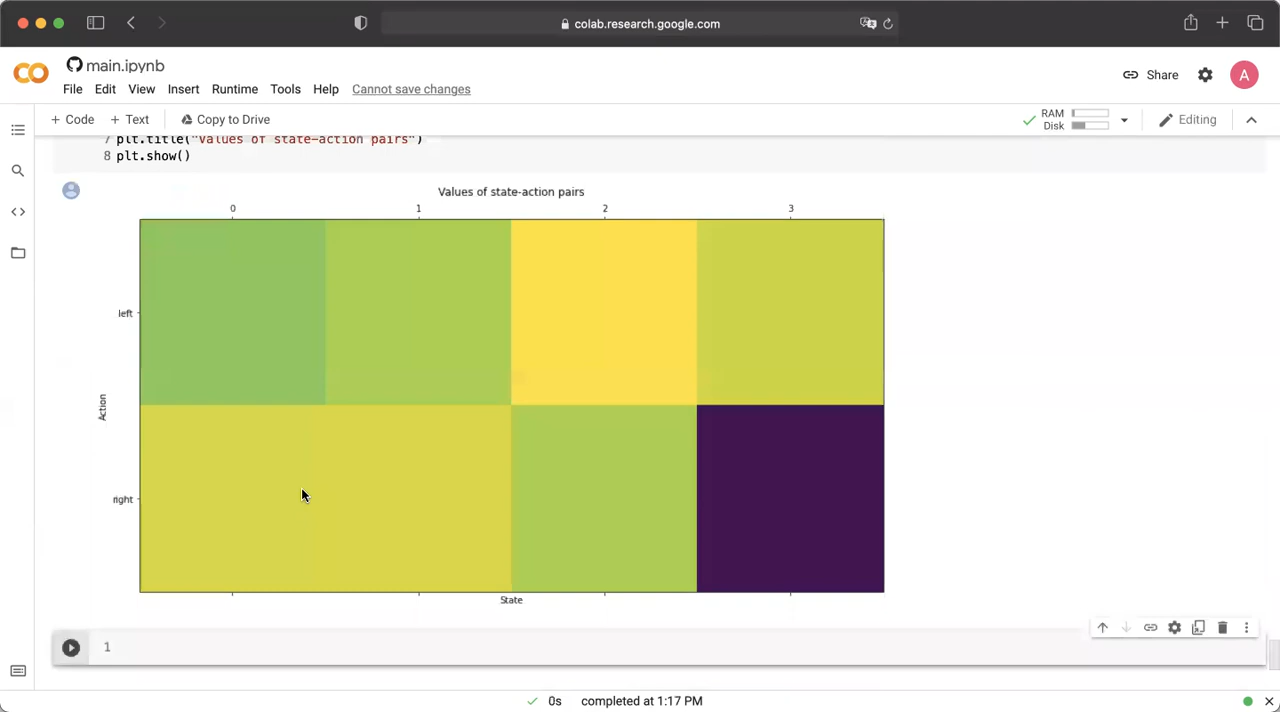 colab.research.google.com
main.ipynb
File Edit View Insert Runtime Tools Help Cannot save changes
Share
A
+ Code + Text Copy to Drive
RAM
Disk
Editing
7 plt.title("Values of state-action pairs")
8 plt.show()
Values of state-action pairs
0 1 2 3
left
Action
right
State
1
0s completed at 1:17 PM